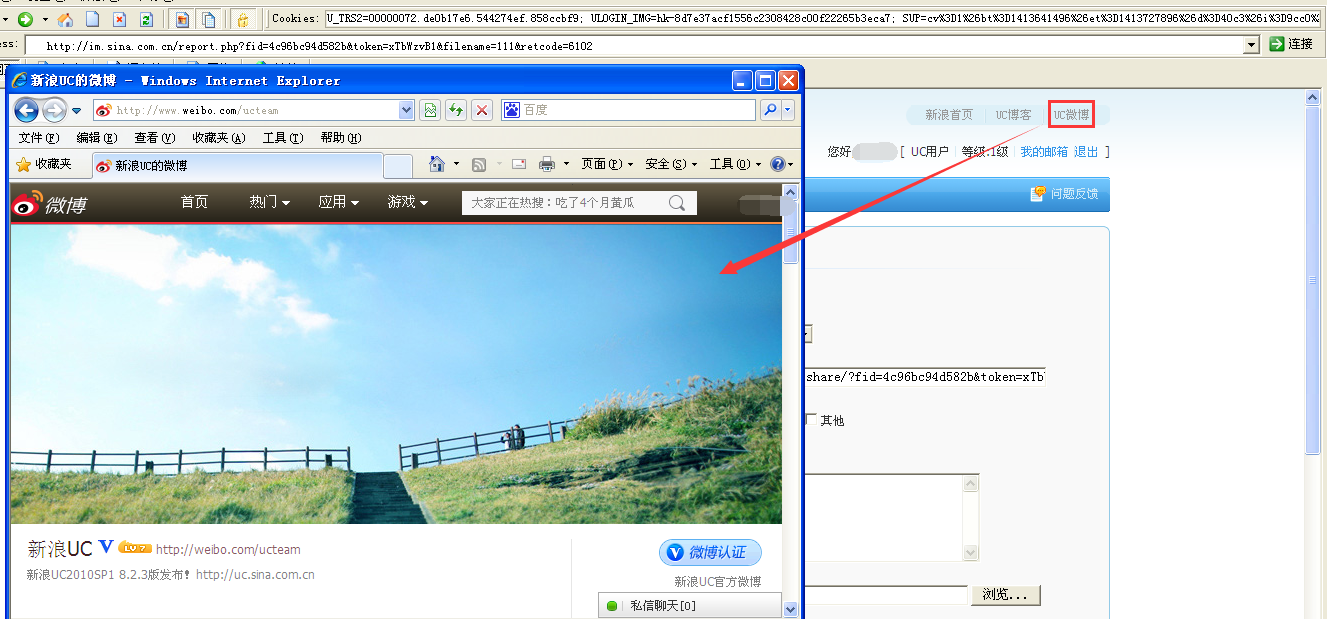 Cookies: U_TRS2=00000072.de0b17e6.544274ef.858ccbf9; ULOGIN_IMG=hk-8d7e37acf1556c2308428c00f22265b3eca7; SUP=cv%3D1%26bt%3D1413641496%26et%3D1413727896%26d%3D40c3%26i%3D9cc0%
ess: http://im.sina.com.cn/report.php?fid=4c96bc94d582b&token=xTbWzvB1&filename=111&retcode=6102 连接
新浪UC的微博 - Windows Internet Explorer
http://www.weibo.com/ucteam 百度
新浪首页 UC博客 UC微博
文件(F) 编辑(E) 查看(V) 收藏夹(A) 工具(T) 帮助(H)
您好 [ UC用户 等级:1级 我的邮箱 退出 ]
收藏夹 新浪UC的微博 页面(P) 安全(S) 工具(O)
问题反馈
微博 首页 热门 应用 游戏 大家正在热搜：吃了4个月黄瓜
share/?fid=4c96bc94d582b&token=xTb
其他
新浪UC V LV 7 http://weibo.com/ucteam
V 微博认证
新浪UC2010SP1 8.2.3版发布！ http://uc.sina.com.cn
新浪UC官方微博
私信聊天[0]
浏览...